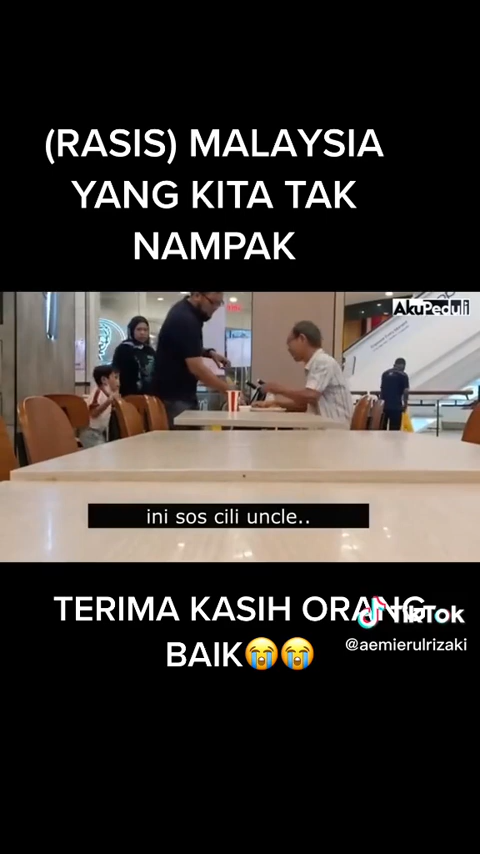 (RASIS) MALAYSIA
YANG KITA TAK
NAMPAK
AkuPeduli
ini sos cili uncle..
TERIMA KASIH ORANG
BAIK😭😭
TikTok
@aemierulrizaki